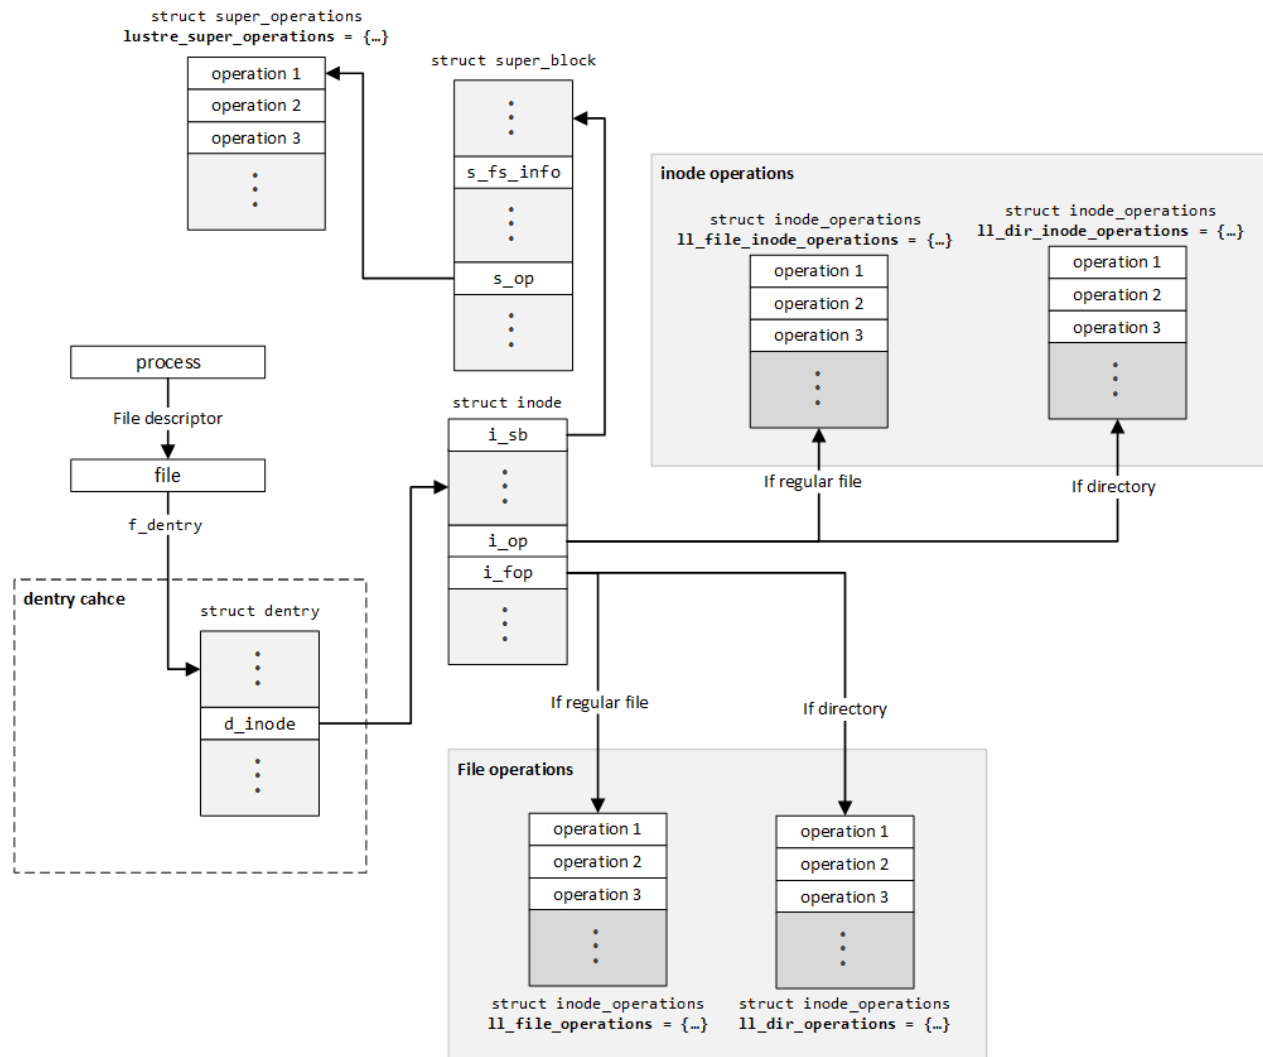 struct super_operations
lustre_super_operations = {…}
operation 1
operation 2
operation 3
struct super_block
s_fs_info
s_op
inode operations
struct inode_operations
ll_file_inode_operations = {…}
operation 1
operation 2
operation 3
struct inode_operations
ll_dir_inode_operations = {…}
operation 1
operation 2
operation 3
If regular file
If directory
process
File descriptor
file
f_dentry
struct inode
i_sb
i_op
i_fop
dentry cahce
struct dentry
d_inode
If regular file
If directory
File operations
operation 1
operation 2
operation 3
struct inode_operations
ll_file_operations = {…}
operation 1
operation 2
operation 3
struct inode_operations
ll_dir_operations = {…}